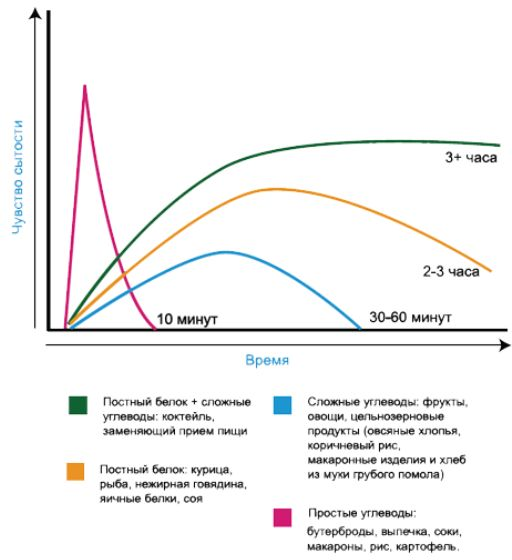 Чувство сытости
3+ часа
2-3 часа
10 минут
30-60 минут
Время
Постный белок + сложные
углеводы: коктейль,
заменяющий прием пищи
Постный белок: курица,
рыба, нежирная говядина,
яичные белки, соя
Сложные углеводы: фрукты,
овощи, цельнозерновые
продукты (овсяные хлопья,
коричневый рис,
макаронные изделия и хлеб
из муки грубого помола)
Простые углеводы:
бутерброды, выпечка, соки,
макароны, рис, картофель.